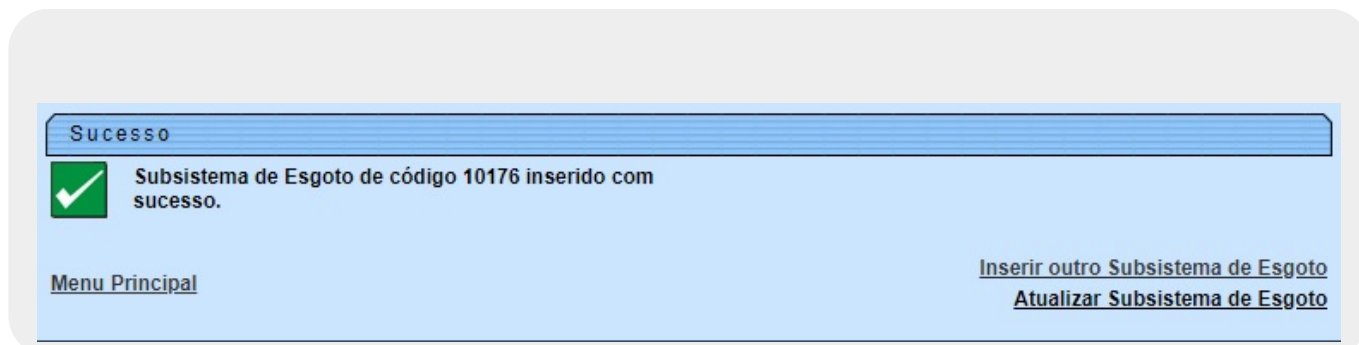 Sucesso
Subsistema de Esgoto de código 10176 inserido com
sucesso.
Menu Principal
Inserir outro Subsistema de Esgoto
Atualizar Subsistema de Esgoto